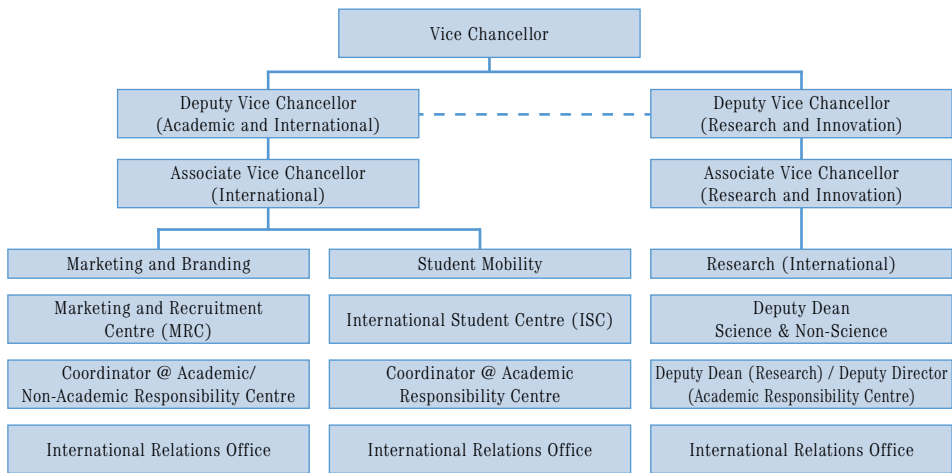 Vice Chancellor
Deputy Vice Chancellor
(Academic and International)
Deputy Vice Chancellor
(Research and Innovation)
Associate Vice Chancellor
(International)
Associate Vice Chancellor
(Research and Innovation)
Marketing and Branding
Student Mobility
Research (International)
Marketing and Recruitment
Centre (MRC)
International Student Centre (ISC)
Deputy Dean
Science & Non-Science
Coordinator @ Academic/
Non-Academic Responsibility Centre
Coordinator @ Academic
Responsibility Centre
Deputy Dean (Research) / Deputy Director
(Academic Responsibility Centre)
International Relations Office
International Relations Office
International Relations Office